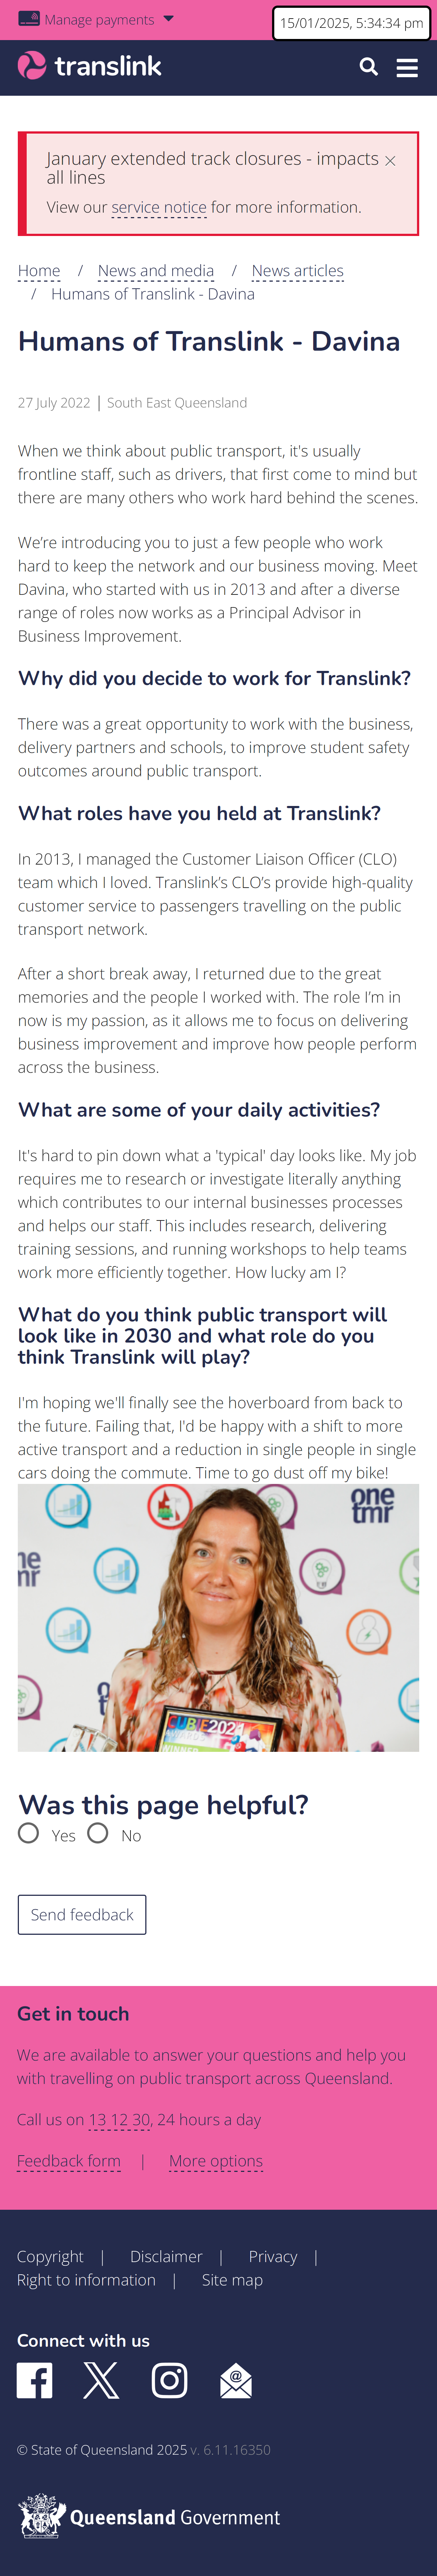 Manage payments
15/01/2025, 5:34:34 pm
translink
January extended track closures - impacts
all lines
View our service notice for more information.
Home / News and media / News articles
/ Humans of Translink - Davina
Humans of Translink - Davina
27 July 2022 | South East Queensland
When we think about public transport, it's usually
frontline staff, such as drivers, that first come to mind but
there are many others who work hard behind the scenes.
We’re introducing you to just a few people who work
hard to keep the network and our business moving. Meet
Davina, who started with us in 2013 and after a diverse
range of roles now works as a Principal Advisor in
Business Improvement.
Why did you decide to work for Translink?
There was a great opportunity to work with the business,
delivery partners and schools, to improve student safety
outcomes around public transport.
What roles have you held at Translink?
In 2013, I managed the Customer Liaison Officer (CLO)
team which I loved. Translink’s CLO’s provide high-quality
customer service to passengers travelling on the public
transport network.
After a short break away, I returned due to the great
memories and the people I worked with. The role I’m in
now is my passion, as it allows me to focus on delivering
business improvement and improve how people perform
across the business.
What are some of your daily activities?
It's hard to pin down what a 'typical' day looks like. My job
requires me to research or investigate literally anything
which contributes to our internal businesses processes
and helps our staff. This includes research, delivering
training sessions, and running workshops to help teams
work more efficiently together. How lucky am I?
What do you think public transport will
look like in 2030 and what role do you
think Translink will play?
I'm hoping we'll finally see the hoverboard from back to
the future. Failing that, I'd be happy with a shift to more
active transport and a reduction in single people in single
cars doing the commute. Time to go dust off my bike!
one
tmr
ne
mr
CUBIE2021
AWARDS
WINNER
Was this page helpful?
Yes No
Send feedback
Get in touch
We are available to answer your questions and help you
with travelling on public transport across Queensland.
Call us on 13 12 30, 24 hours a day
Feedback form | More options
Copyright | Disclaimer | Privacy |
Right to information | Site map
Connect with us
© State of Queensland 2025 v. 6.11.16350
Queensland Government